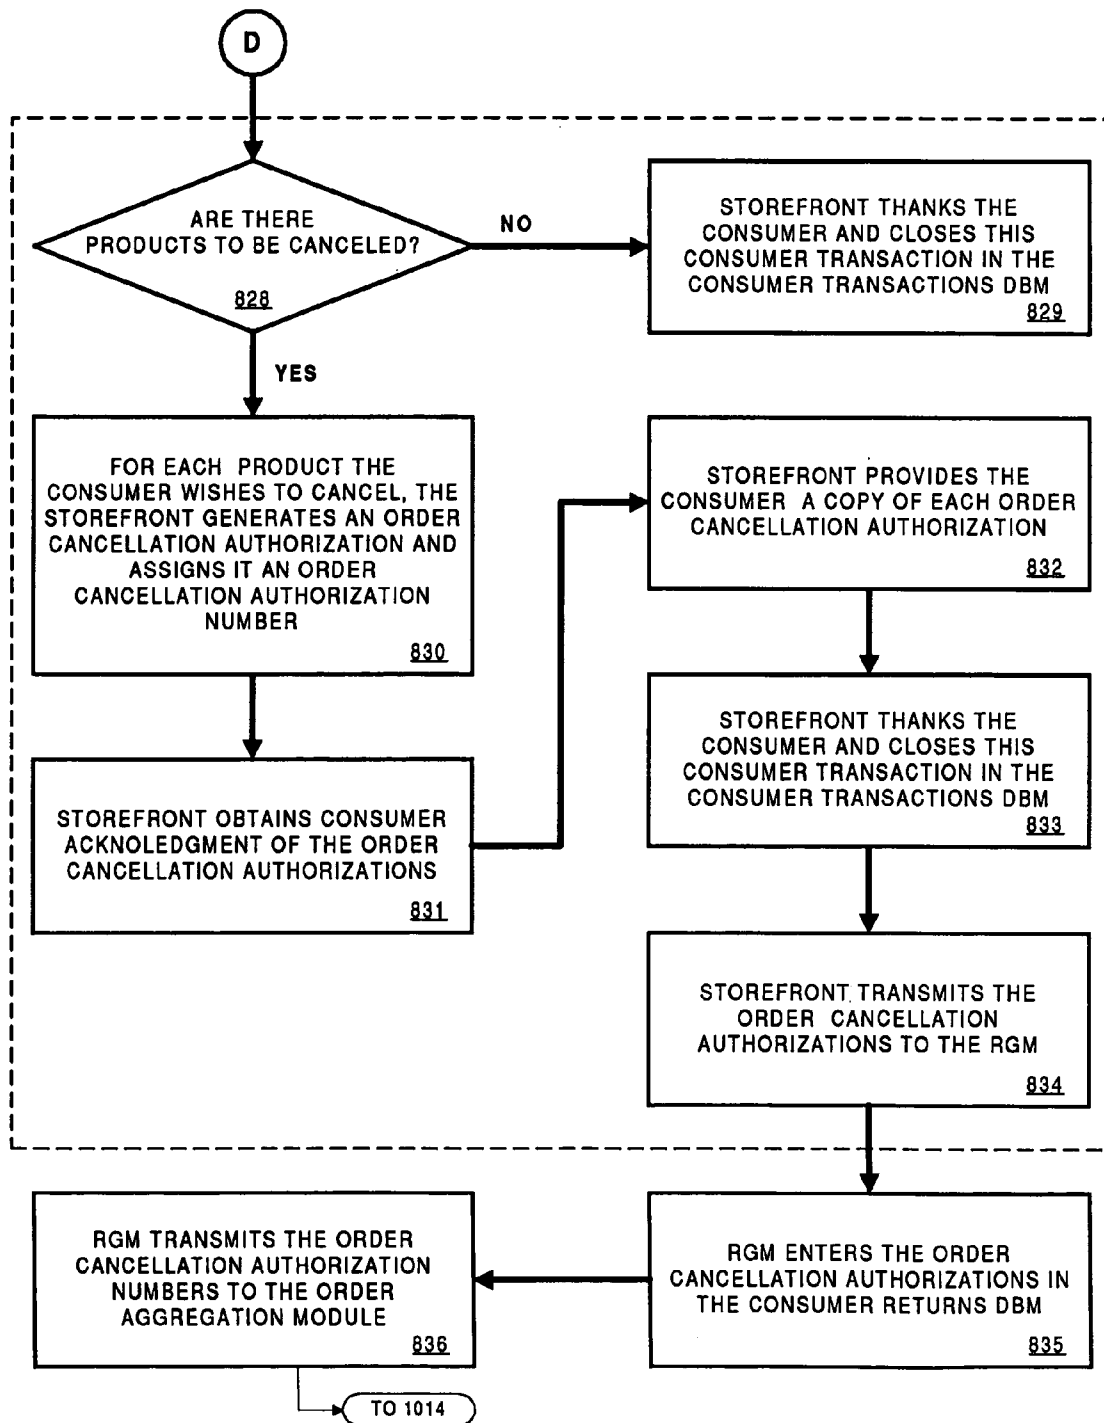 D
ARE THERE
PRODUCTS TO BE CANCELED?
828
NO
STOREFRONT THANKS THE
CONSUMER AND CLOSES THIS
CONSUMER TRANSACTION IN THE
CONSUMER TRANSACTIONS DBM
829
YES
FOR EACH PRODUCT THE
CONSUMER WISHES TO CANCEL, THE
STOREFRONT GENERATES AN ORDER
CANCELLATION AUTHORIZATION AND
ASSIGNS IT AN ORDER
CANCELLATION AUTHORIZATION
NUMBER
830
STOREFRONT OBTAINS CONSUMER
ACKNOLEDGMENT OF THE ORDER
CANCELLATION AUTHORIZATIONS
831
STOREFRONT PROVIDES THE
CONSUMER A COPY OF EACH ORDER
CANCELLATION AUTHORIZATION
832
STOREFRONT THANKS THE
CONSUMER AND CLOSES THIS
CONSUMER TRANSACTION IN THE
CONSUMER TRANSACTIONS DBM
833
STOREFRONT TRANSMITS THE
ORDER CANCELLATION
AUTHORIZATIONS TO THE RGM
834
RGM ENTERS THE ORDER
CANCELLATION AUTHORIZATIONS IN
THE CONSUMER RETURNS DBM
835
RGM TRANSMITS THE ORDER
CANCELLATION AUTHORIZATION
NUMBERS TO THE ORDER
AGGREGATION MODULE
836
TO 1014